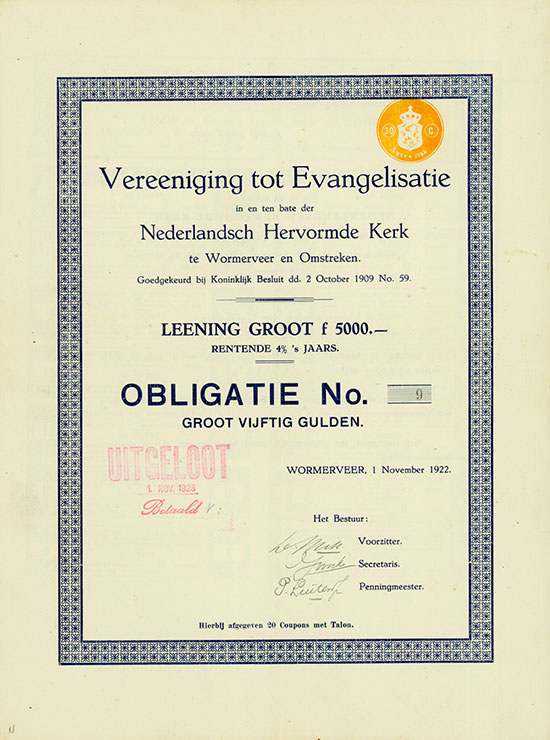 30 C.
Vereeniging tot Evangelisatie
in en ten bate der
Nederlandsch Hervormde Kerk
te Wormerveer en Omstreken.
Goedgekeurd bij Koninklijk Besluit dd. 2 October 1909 No. 59.
LEENING GROOT f 5000.—
RENTENDE 4% 's JAARS.
OBLIGATIE No. 9
GROOT VIJFTIG GULDEN.
UITGELOOT
1. NOV. 1928
Betaald
WORMERVEER, 1 November 1922.
Het Bestuur:
Voorzitter.
Secretaris.
P. Penningmeester.
Hierbij afgegeven 20 Coupons met Talon.